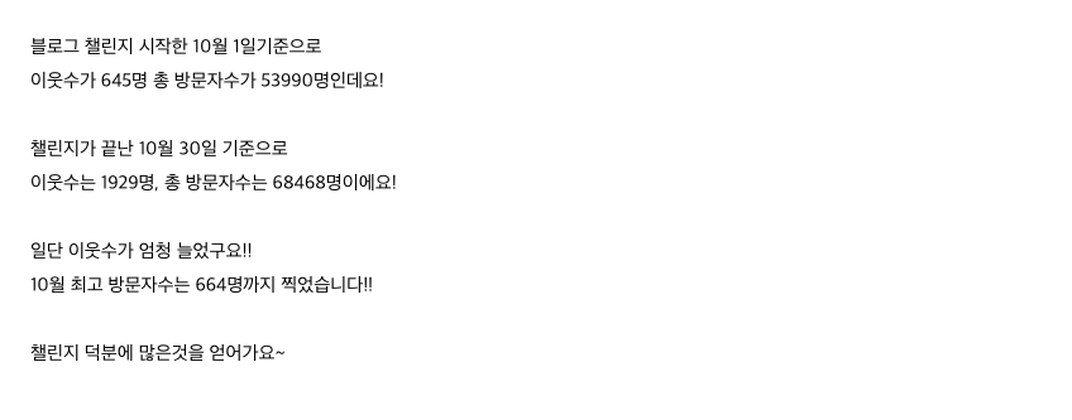 블로그 챌린지 시작한 10월 1일기준으로
이웃수가 645명 총 방문자수가 53990명인데요!
챌린지가 끝난 10월 30일 기준으로
이웃수는 1929명, 총 방문자수는 68468명이에요!
일단 이웃수가 엄청 늘었구요!!
10월 최고 방문자수는 664명까지 찍었습니다!!
챌린지 덕분에 많은것을 얻어가요~